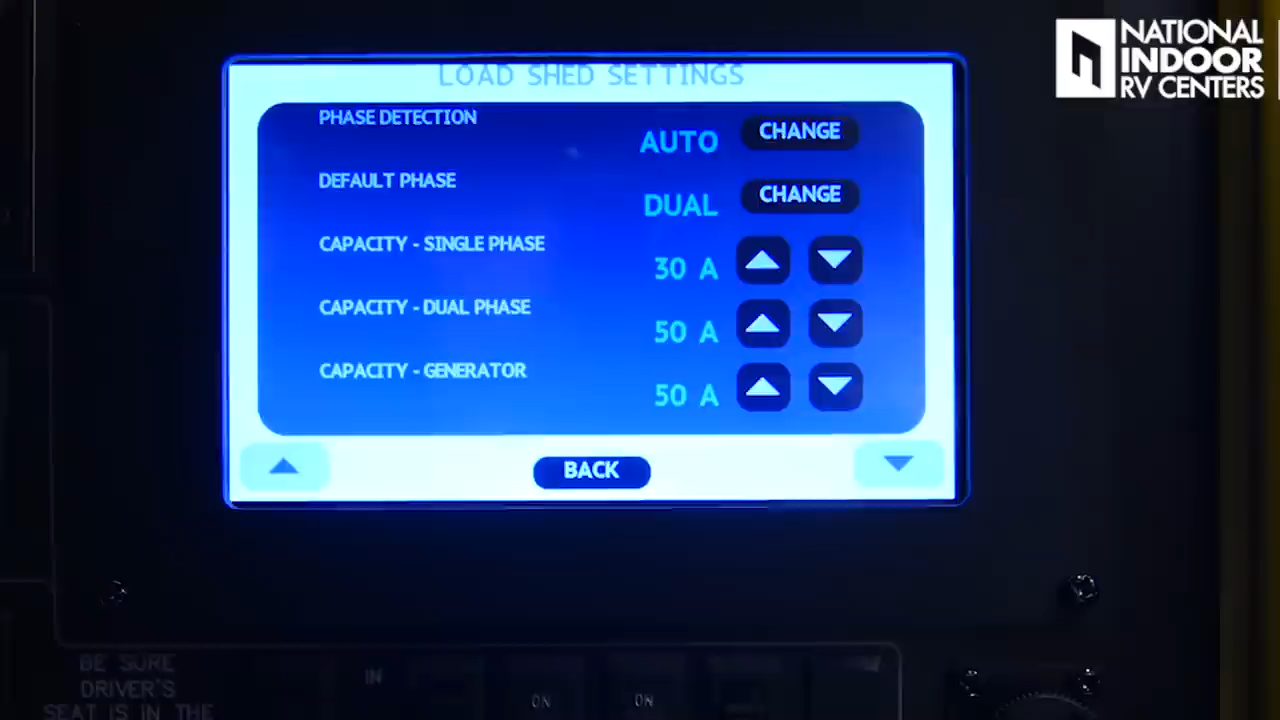 NATIONAL
INDOOR
RV CENTERS
LOAD SHED SETTINGS
PHASE DETECTION
AUTO
CHANGE
DEFAULT PHASE
DUAL
CHANGE
CAPACITY - SINGLE PHASE
30 A
CAPACITY - DUAL PHASE
50 A
CAPACITY - GENERATOR
50 A
BACK
BE SURE
DRIVER'S
SEAT IS IN THE
IN
ON
ON